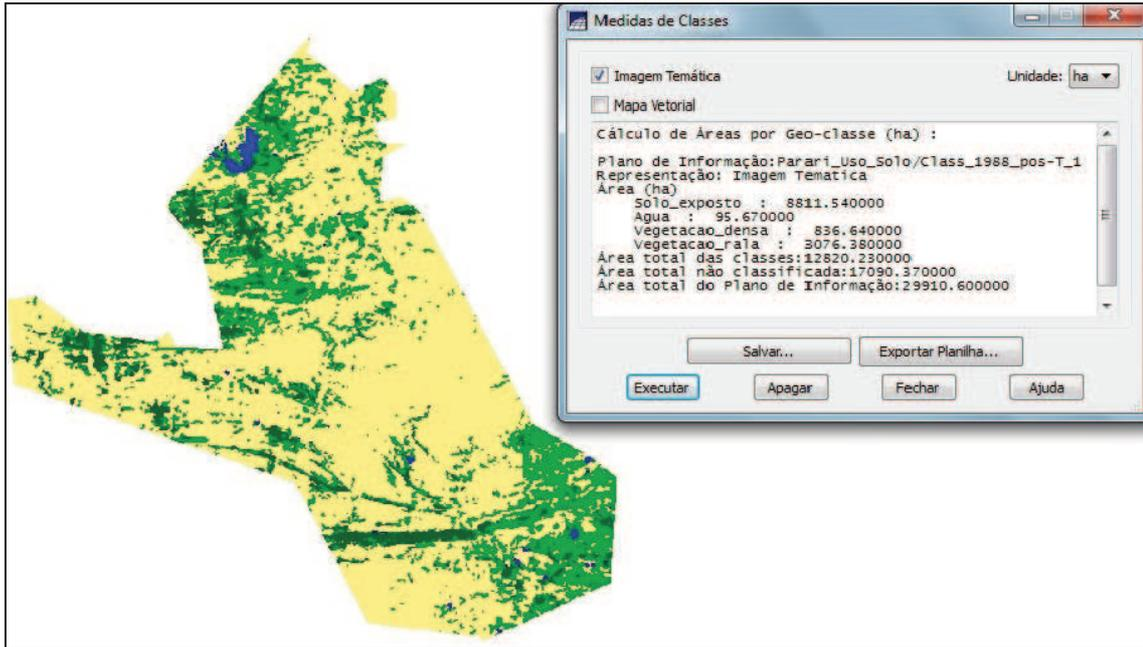 Medidas de Classes
Imagem Temática
Unidade: ha
Mapa Vetorial
Cálculo de Áreas por Geo-classe (ha) :
Plano de Informação:Parari_Uso_Solo/Class_1988_pos-T_1
Representação: Imagem Tematica
Área (ha)
Solo_exposto : 8811.540000
Agua : 95.670000
Vegetacao_densa : 836.640000
Vegetacao_rala : 3076.380000
Área total das classes:12820.230000
Área total não classificada:17090.370000
Área total do Plano de Informação:29910.600000
Salvar...
Exportar Planilha...
Executar
Apagar
Fechar
Ajuda